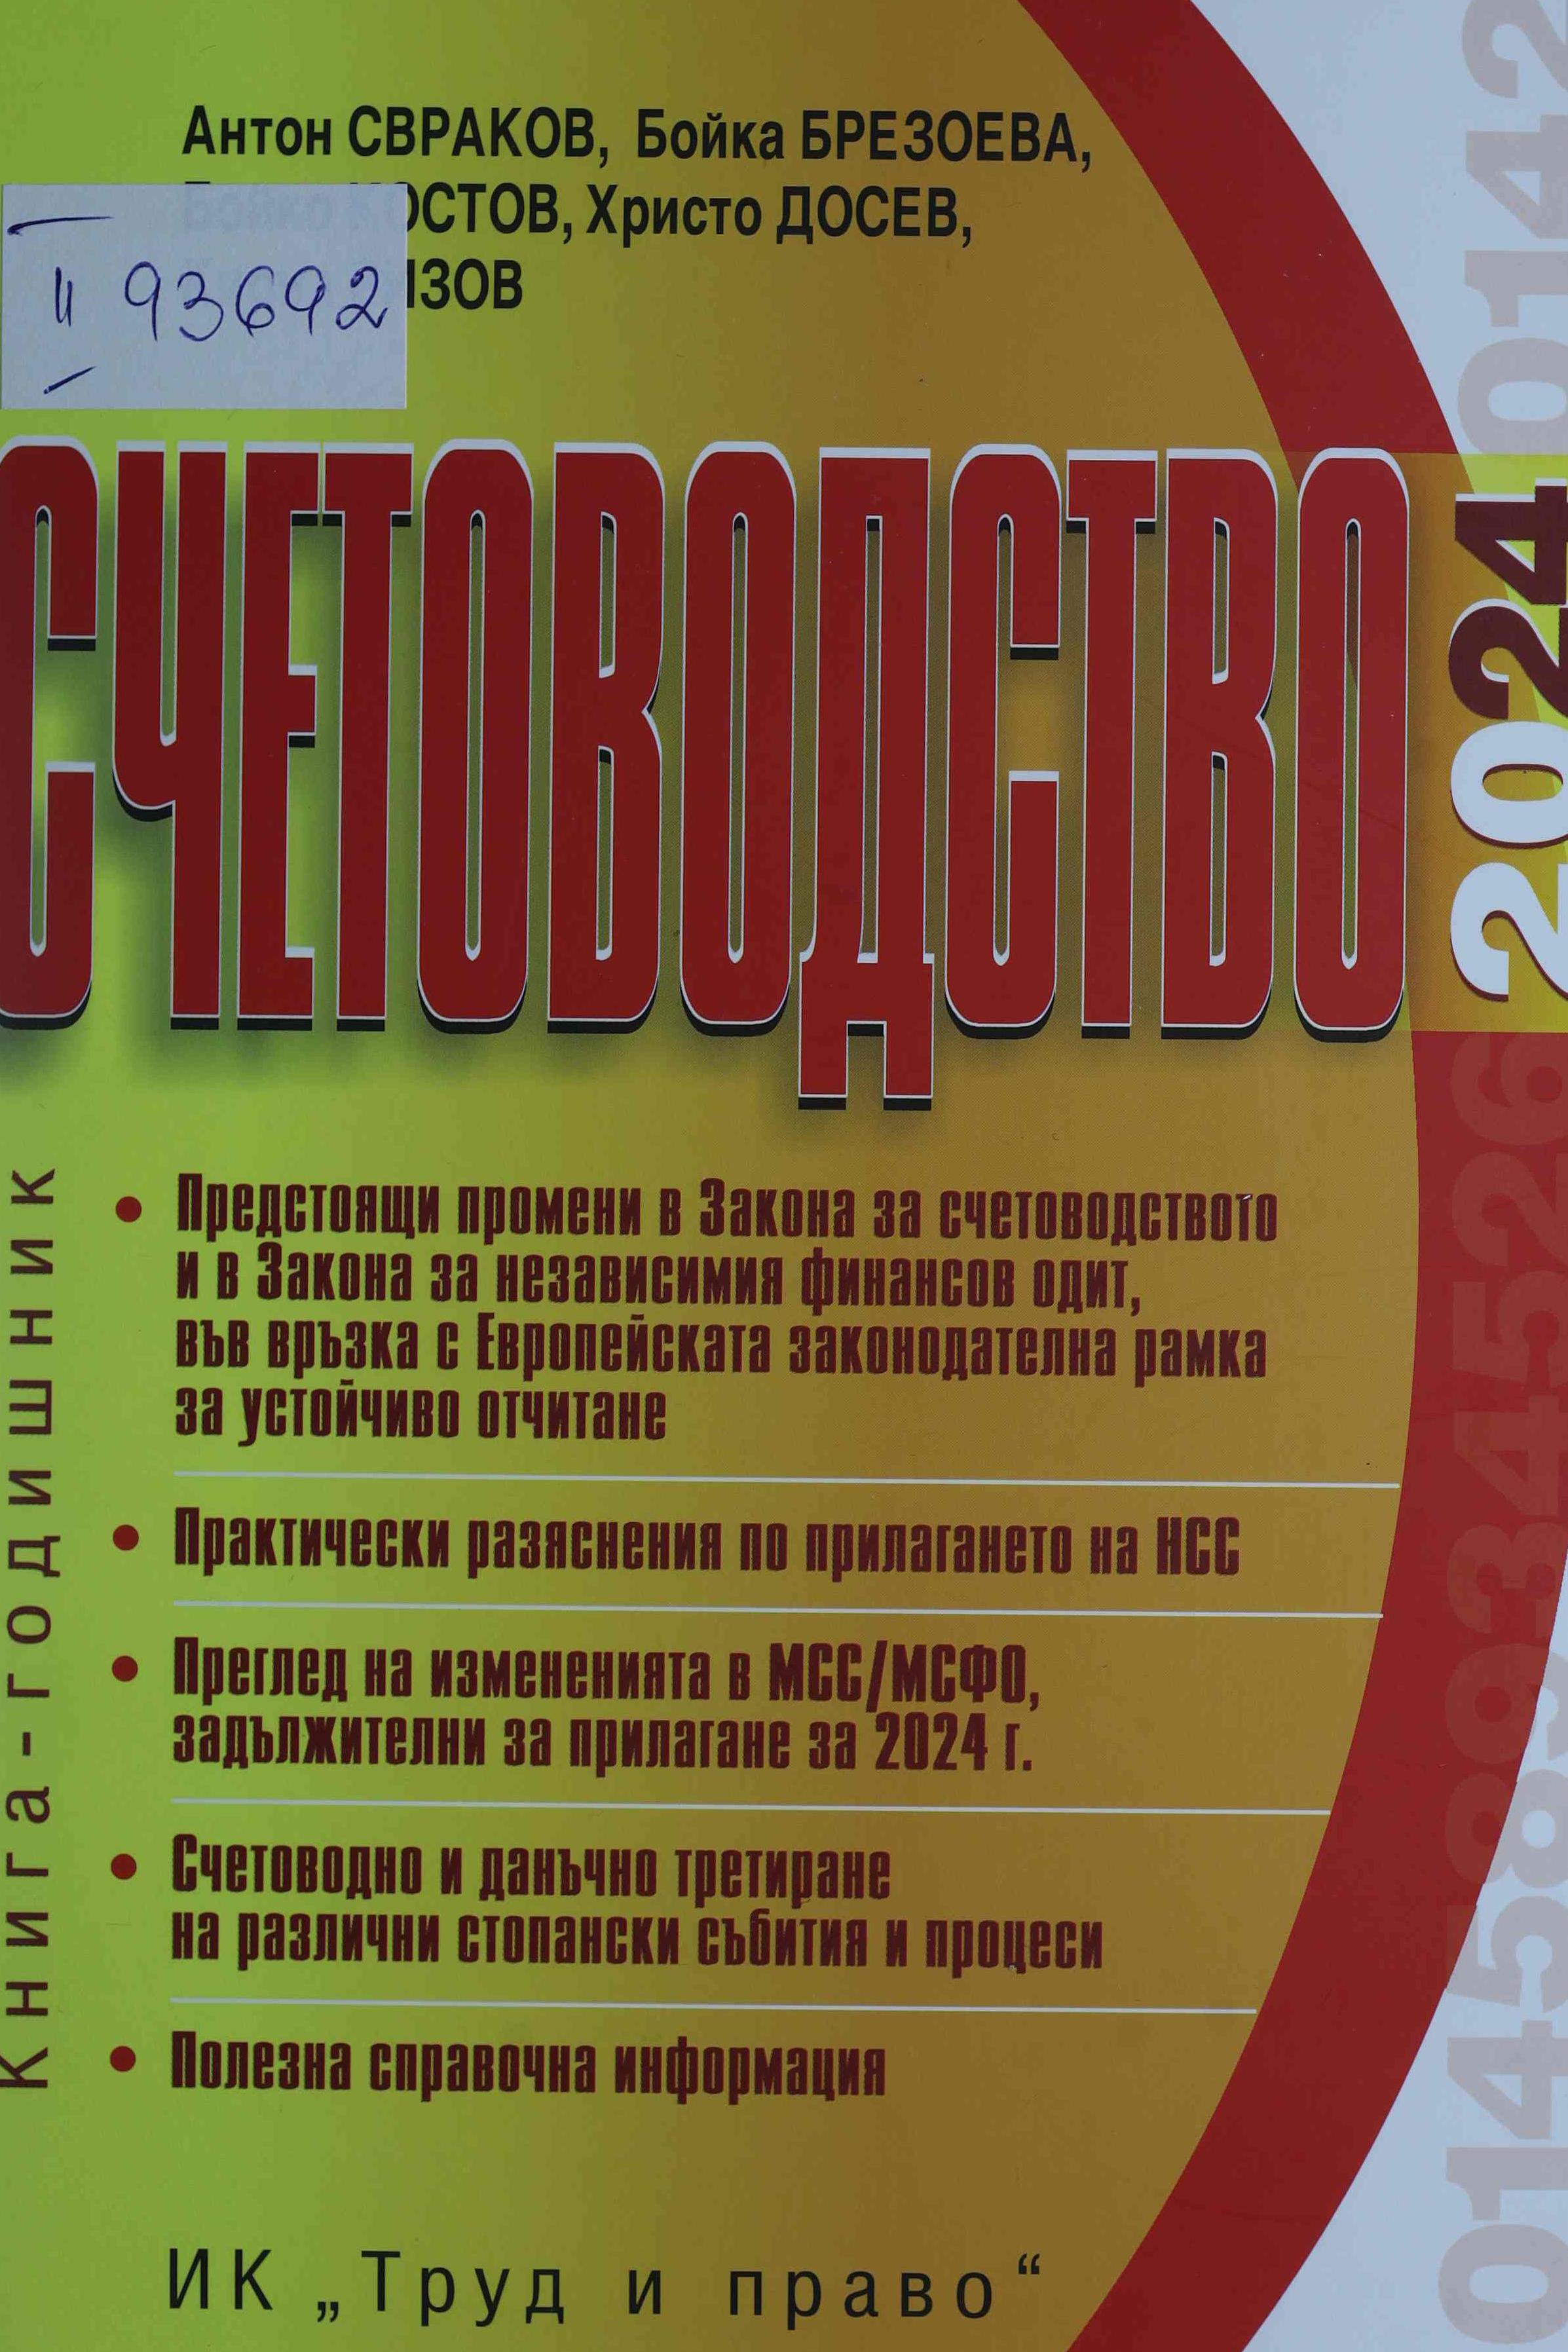 Антон СВРАКОВ, Бойка БРЕЗОЕВА,
Бойко КОСТОВ, Христо ДОСЕВ,
II 93692
СЧЕТОВОДСТВО
2024
Книга-годишник
• Предстоящи промени в Закона за счетоводството
и в Закона за независимия финансов одит,
във връзка с Европейската законодателна рамка
за устойчиво отчитане
• Практически разяснения по прилагането на НСС
• Преглед на измененията в МСС/МСФО,
задължителни за прилагане за 2024 г.
• Счетоводно и данъчно третиране
на различни стопански събития и процеси
• Полезна справочна информация
ИК „Труд и право“